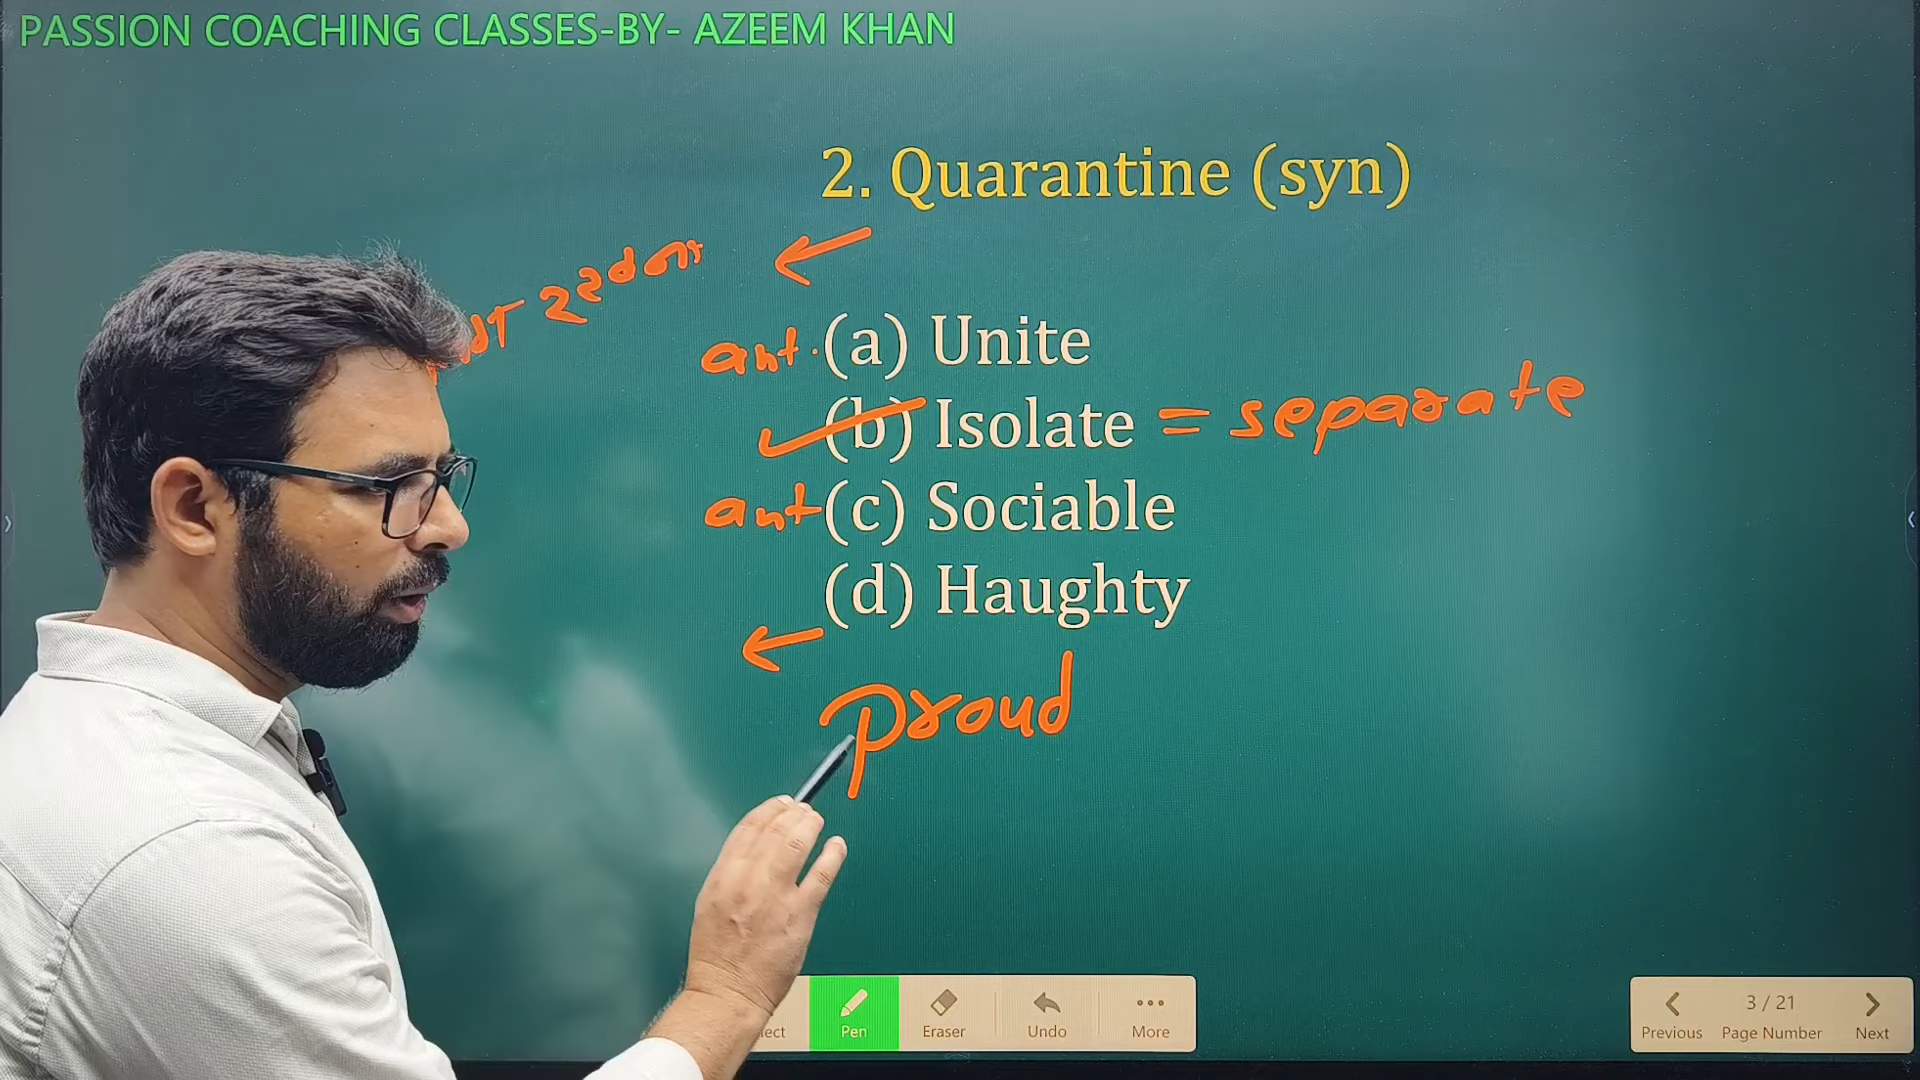 PASSION COACHING CLASSES-BY- AZEEM KHAN
2. Quarantine (syn)
ant. (a) Unite
(b) Isolate = separate
ant (c) Sociable
(d) Haughty
proud
Pen
Eraser
Undo
More
Previous
3 / 21
Page Number
Next